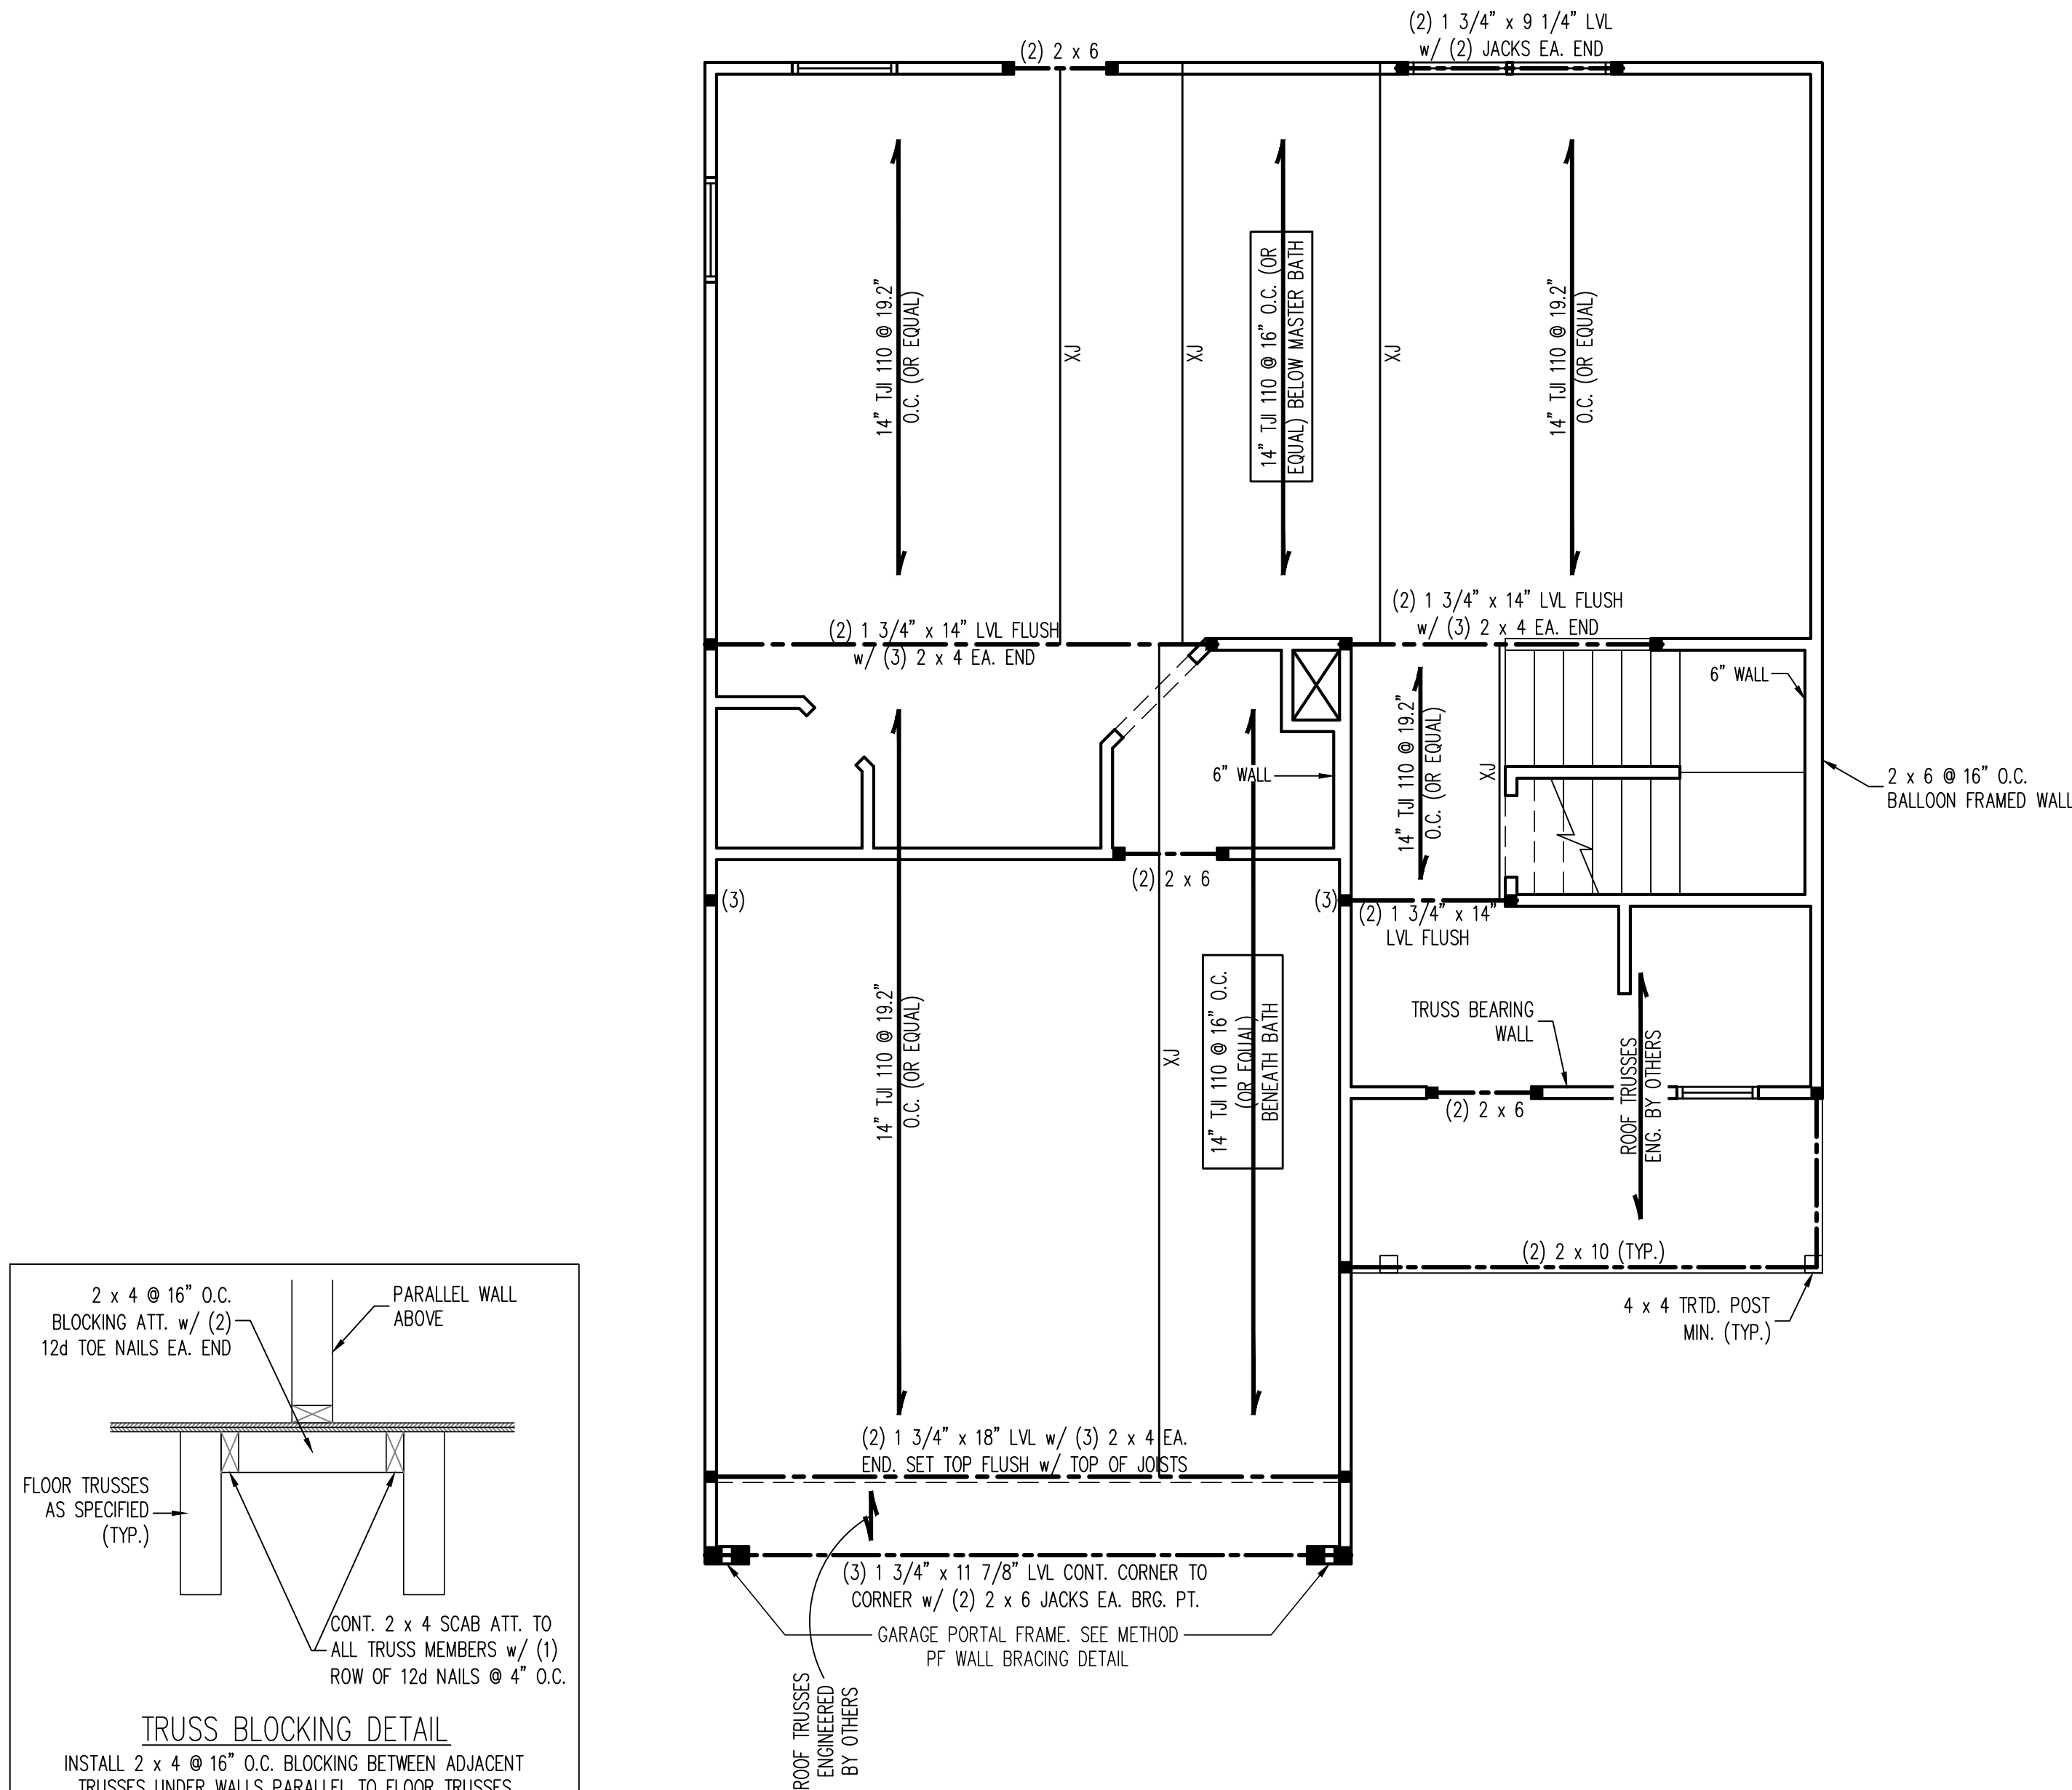 (2) 1 3/4" x 9 1/4" LVL
w/ (2) JACKS EA. END
(2) 2 x 6
14" TJI 110 @ 19.2"
O.C. (OR EQUAL)
XJ
XJ
14" TJI 110 @ 16" O.C. (OR
EQUAL) BELOW MASTER BATH
XJ
14" TJI 110 @ 19.2"
O.C. (OR EQUAL)
(2) 1 3/4" x 14" LVL FLUSH
w/ (3) 2 x 4 EA. END
(2) 1 3/4" x 14" LVL FLUSH
w/ (3) 2 x 4 EA. END
6" WALL
6" WALL
14" TJI 110 @ 19.2"
O.C. (OR EQUAL)
XJ
2 x 6 @ 16" O.C.
BALLOON FRAMED WALL
(2) 2 x 6
(3)
(3)
(2) 1 3/4" x 14"
LVL FLUSH
14" TJI 110 @ 19.2"
O.C. (OR EQUAL)
XJ
14" TJI 110 @ 16" O.C.
(OR EQUAL)
BENEATH BATH
TRUSS BEARING
WALL
ROOF TRUSSES
ENG. BY OTHERS
(2) 2 x 6
(2) 2 x 10 (TYP.)
4 x 4 TRTD. POST
MIN. (TYP.)
(2) 1 3/4" x 18" LVL w/ (3) 2 x 4 EA.
END. SET TOP FLUSH w/ TOP OF JOISTS
(3) 1 3/4" x 11 7/8" LVL CONT. CORNER TO
CORNER w/ (2) 2 x 6 JACKS EA. BRG. PT.
GARAGE PORTAL FRAME. SEE METHOD
PF WALL BRACING DETAIL
ROOF TRUSSES
ENGINEERED
BY OTHERS
2 x 4 @ 16" O.C.
BLOCKING ATT. w/ (2)
12d TOE NAILS EA. END
PARALLEL WALL
ABOVE
FLOOR TRUSSES
AS SPECIFIED
(TYP.)
CONT. 2 x 4 SCAB ATT. TO
ALL TRUSS MEMBERS w/ (1)
ROW OF 12d NAILS @ 4" O.C.
TRUSS BLOCKING DETAIL
INSTALL 2 x 4 @ 16" O.C. BLOCKING BETWEEN ADJACENT
TRUSSES UNDER WALLS PARALLEL TO FLOOR TRUSSES